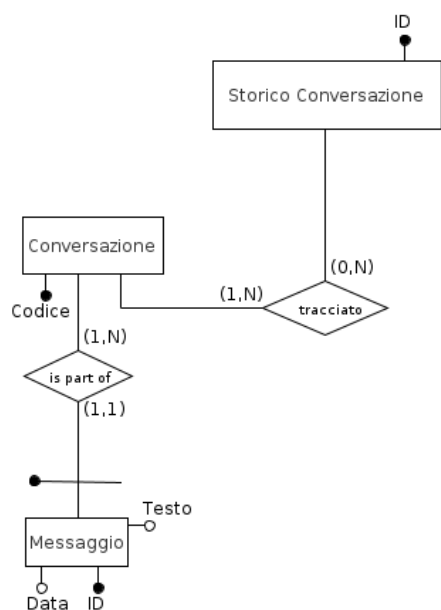 ID
Storico Conversazione
Conversazione
(0,N)
(1,N)
Codice
tracciato
(1,N)
is part of
(1,1)
Testo
Messaggio
Data
ID